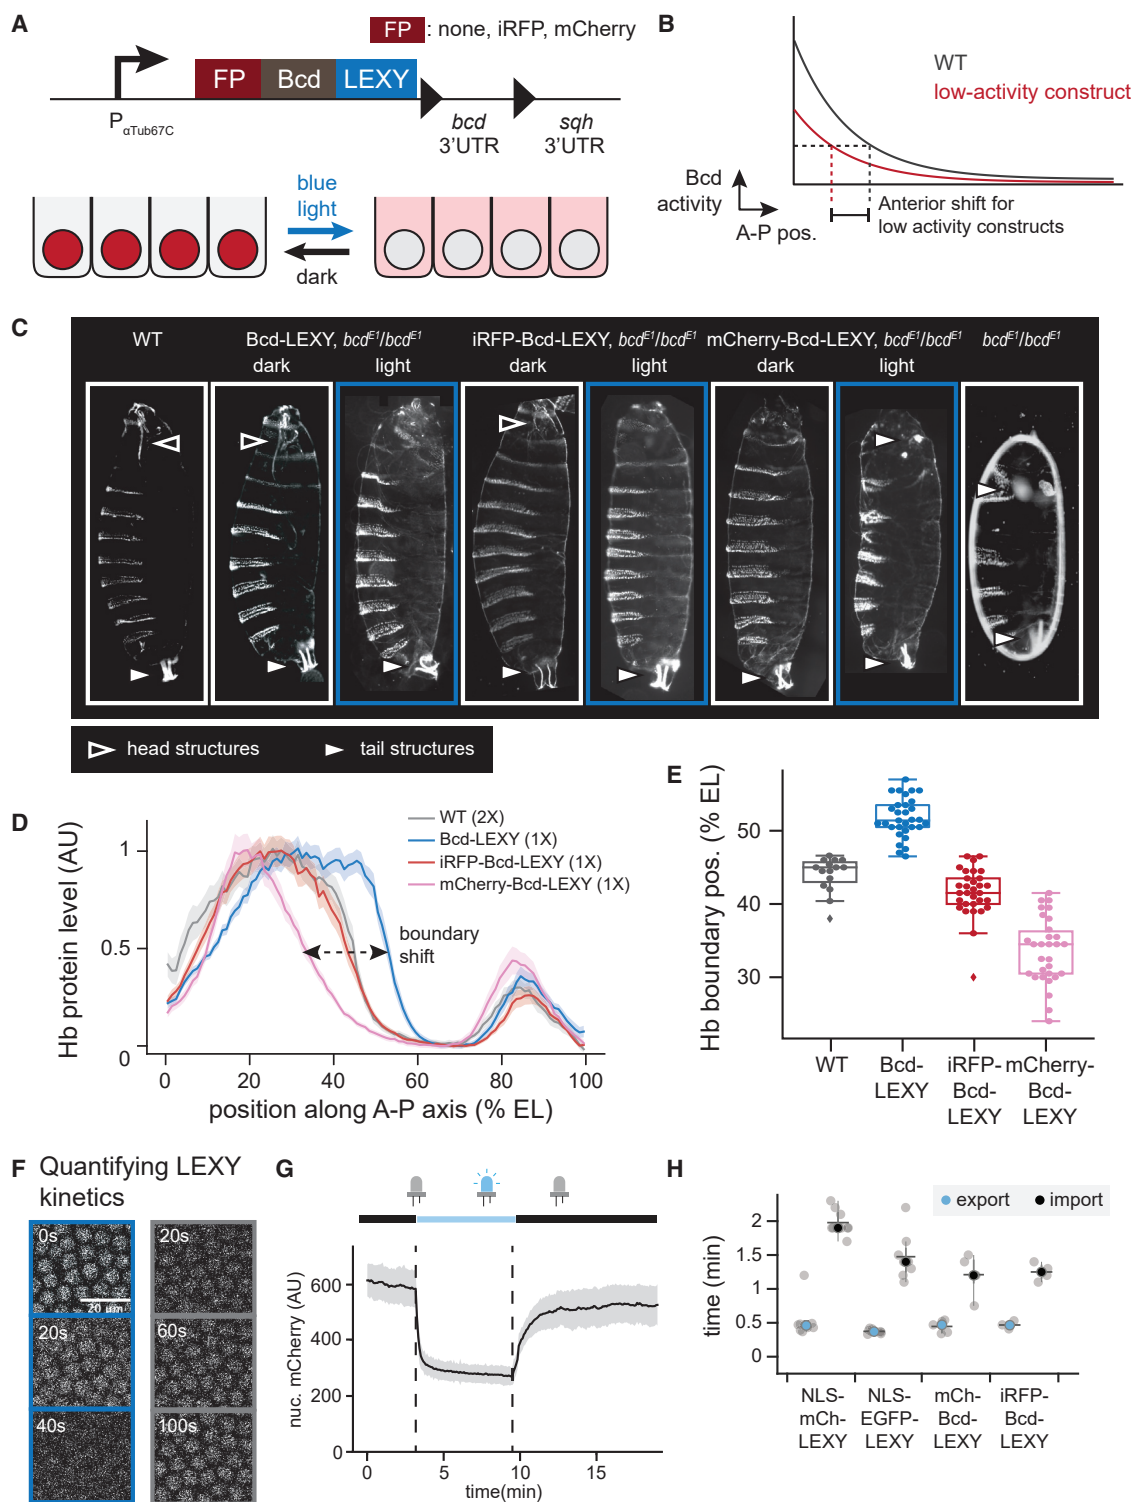 A
FP : none, iRFP, mCherry
FP Bcd LEXY
PαTub67C
bcd 3'UTR
sqh 3'UTR
blue light
dark
B
WT
low-activity construct
Bcd activity
A-P pos.
Anterior shift for low activity constructs
C
WT
Bcd-LEXY, bcdE1/bcdE1
dark light
iRFP-Bcd-LEXY, bcdE1/bcdE1
dark light
mCherry-Bcd-LEXY, bcdE1/bcdE1
dark light
bcdE1/bcdE1
head structures
tail structures
D
Hb protein level (AU)
1
0.5
0
WT (2X)
Bcd-LEXY (1X)
iRFP-Bcd-LEXY (1X)
mCherry-Bcd-LEXY (1X)
boundary shift
0 20 40 60 80 100
position along A-P axis (% EL)
E
Hb boundary pos. (% EL)
50
40
30
WT
Bcd-LEXY
iRFP-Bcd-LEXY
mCherry-Bcd-LEXY
F
Quantifying LEXY
kinetics
0s
20 µm
20s
40s
20s
60s
100s
G
nuc. mCherry (AU)
600
400
200
0
0 5 10 15
time(min)
H
export import
time (min)
2
1.5
1
0.5
0
NLS-mCh-LEXY
NLS-EGFP-LEXY
mCh-Bcd-LEXY
iRFP-Bcd-LEXY